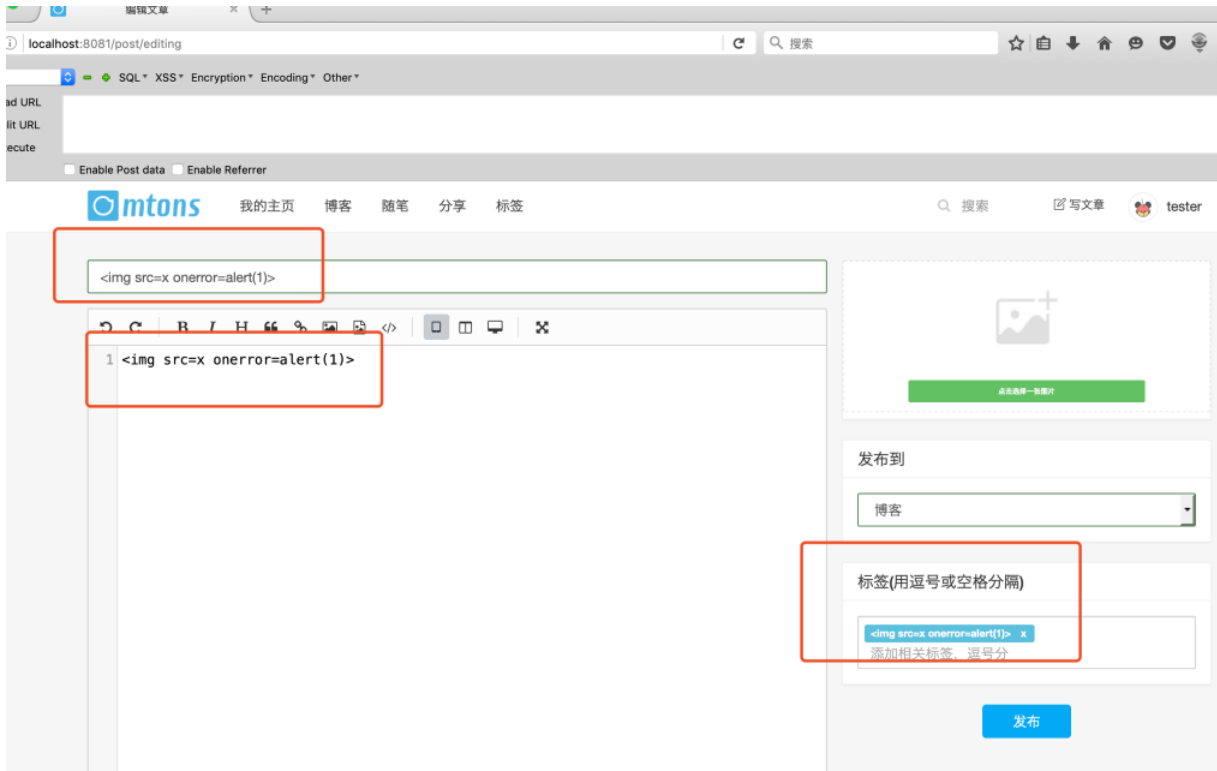 编辑文章 × +
localhost:8081/post/editing
搜索
SQL XSS Encryption Encoding Other
ad URL
lit URL
ecute
Enable Post data Enable Referrer
mtons 我的主页 博客 随笔 分享 标签 搜索 写文章 tester
<img src=x onerror=alert(1)>
B I H
1 <img src=x onerror=alert(1)>
点击选择一张图片
发布到
博客
标签(用逗号或空格分隔)
<img src=x onerror=alert(1)> x
添加相关标签，逗号分
发布